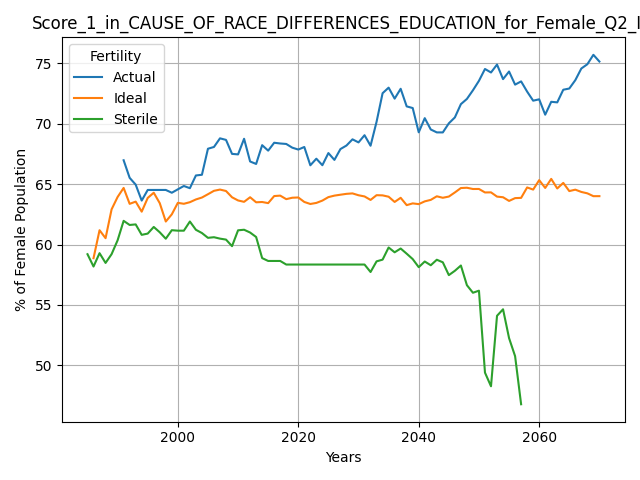 Score_1_in_CAUSE_OF_RACE_DIFFERENCES_EDUCATION_for_Female_Q2_I
Fertility
Actual
Ideal
Sterile
% of Female Population
75
70
65
60
55
50
2000 2020 2040 2060
Years